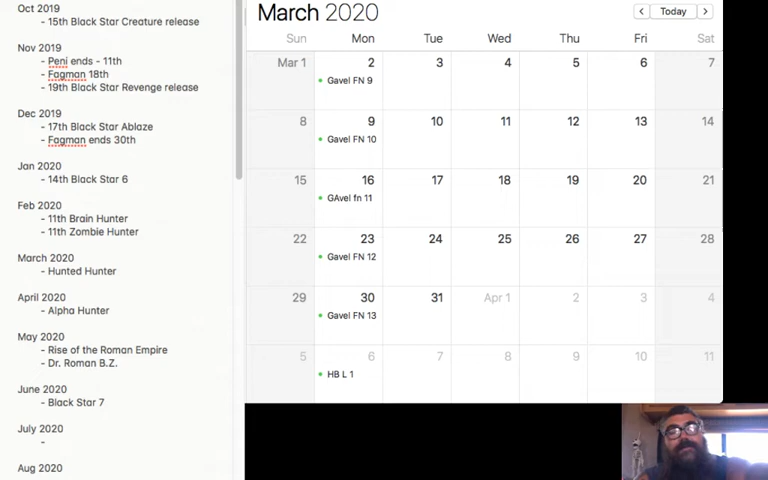 Oct 2019
- 15th Black Star Creature release
Nov 2019
- Peni ends - 11th
- Fagman 18th
- 19th Black Star Revenge release
Dec 2019
- 17th Black Star Ablaze
- Fagman ends 30th
Jan 2020
- 14th Black Star 6
Feb 2020
- 11th Brain Hunter
- 11th Zombie Hunter
March 2020
- Hunted Hunter
April 2020
- Alpha Hunter
May 2020
- Rise of the Roman Empire
- Dr. Roman B.Z.
June 2020
- Black Star 7
July 2020
-
Aug 2020
March 2020
< Today >
Sun Mon Tue Wed Thu Fri Sat
Mar 1 2 3 4 5 6 7
Gavel FN 9
8 9 10 11 12 13 14
Gavel FN 10
15 16 17 18 19 20 21
GAvel fn 11
22 23 24 25 26 27 28
Gavel FN 12
29 30 31 Apr 1 2 3 4
Gavel FN 13
5 6 7 8 9 10 11
HB L 1